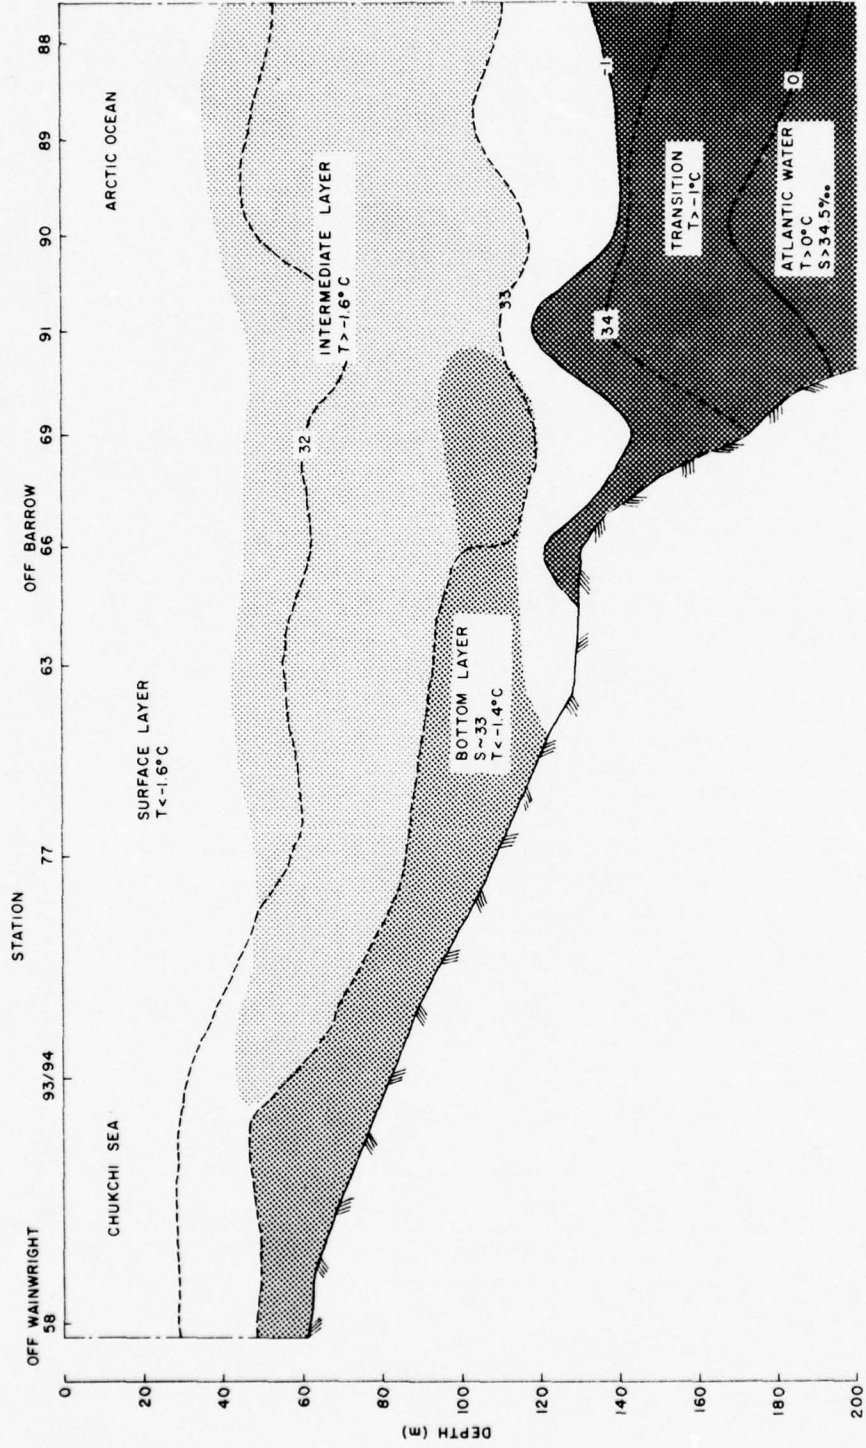 STATION
OFF WAINWRIGHT
OFF BARROW
58
93/94
77
63
66
69
91
90
89
88
CHUKCHI SEA
ARCTIC OCEAN
SURFACE LAYER
T<-1.6°C
32
INTERMEDIATE LAYER
T>-1.6°C
BOTTOM LAYER
S~33
T<-1.4°C
33
-1
34
TRANSITION
T>-1°C
0
ATLANTIC WATER
T>0°C
S>34.5‰
DEPTH (m)
0
20
40
60
80
100
120
140
160
180
200